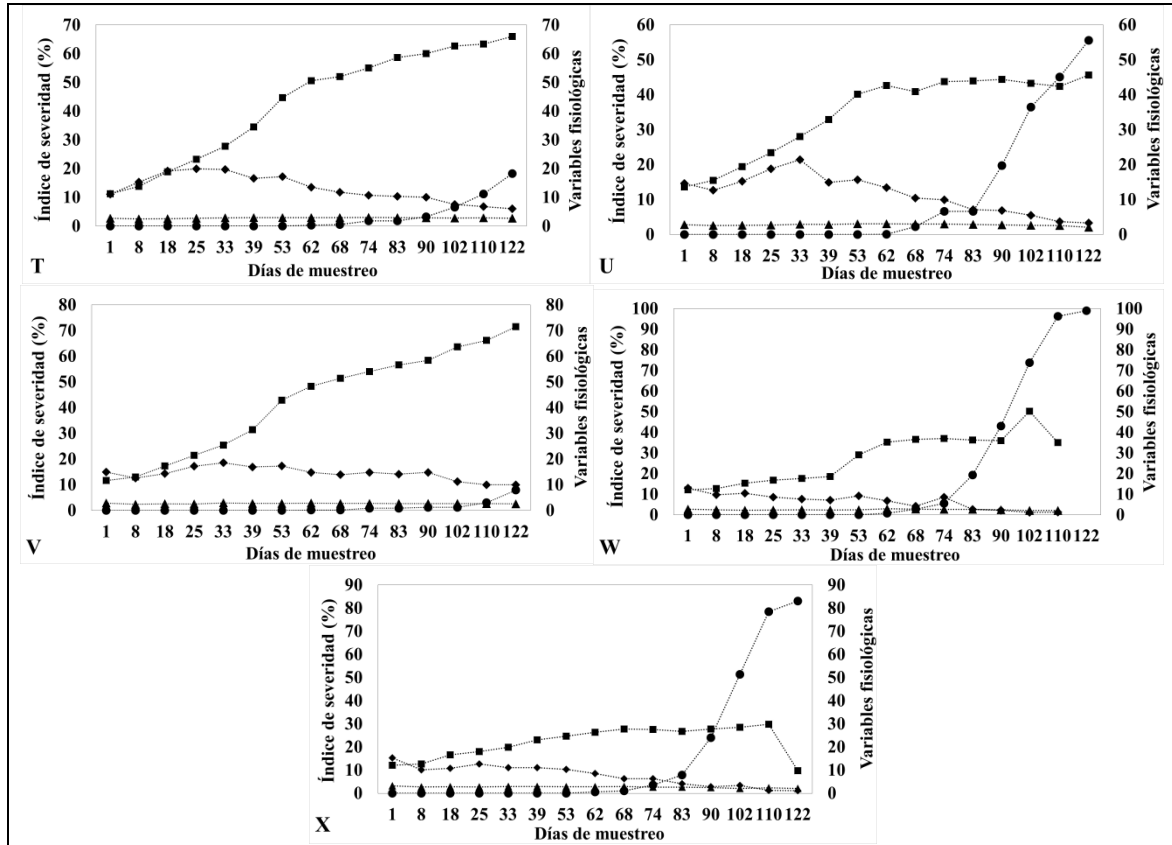 70 70
60 60
50 50
40 40
30 30
20 20
10 10
0 0
Índice de severidad (%)
Variables fisiológicas
1 8 18 25 33 39 53 62 68 74 83 90 102 110 122
T Días de muestreo
60 60
50 50
40 40
30 30
20 20
10 10
0 0
Índice de severidad (%)
Variables fisiológicas
1 8 18 25 33 39 53 62 68 74 83 90 102 110 122
U Días de muestreo
80 80
70 70
60 60
50 50
40 40
30 30
20 20
10 10
0 0
Índice de severidad (%)
Variables fisiológicas
1 8 18 25 33 39 53 62 68 74 83 90 102 110 122
V Días de muestreo
100 100
90 90
80 80
70 70
60 60
50 50
40 40
30 30
20 20
10 10
0 0
Índice de severidad (%)
Variables fisiológicas
1 8 18 25 33 39 53 62 68 74 83 90 102 110 122
W Días de muestreo
90 90
80 80
70 70
60 60
50 50
40 40
30 30
20 20
10 10
0 0
Índice de severidad (%)
Variables fisiológicas
1 8 18 25 33 39 53 62 68 74 83 90 102 110 122
X Días de muestreo